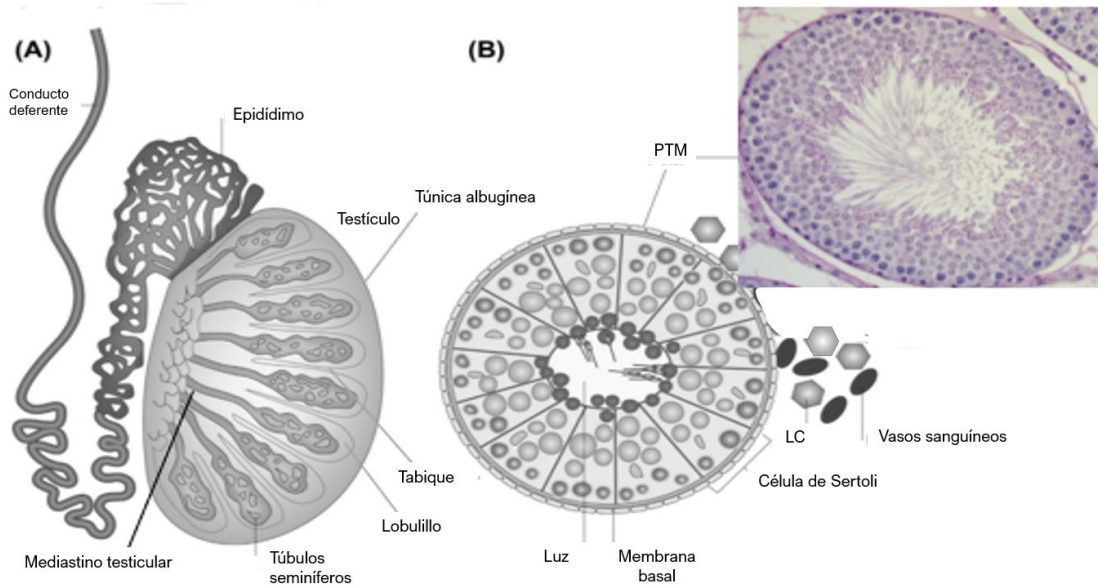 (A)
Conducto
deferente
Epidídimo
Testículo
Túnica albugínea
Tabique
Lobulillo
Túbulos
seminíferos
Mediastino testicular
(B)
PTM
LC
Vasos sanguíneos
Célula de Sertoli
Luz
Membrana
basal